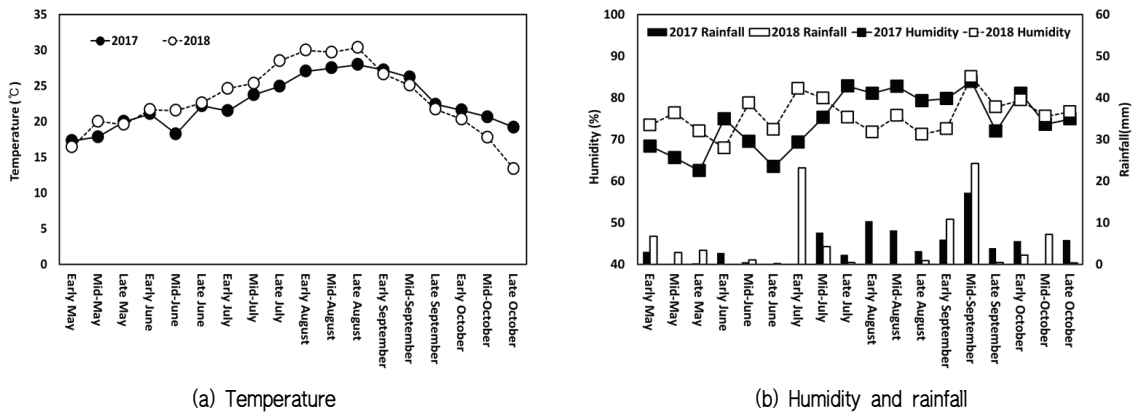 2017 2018
Temperature (℃)
35
30
25
20
15
10
5
0
Early May
Mid-May
Late May
Early June
Mid-June
Late June
Early July
Mid-July
Late July
Early August
Mid-August
Late August
Early September
Mid-September
Late September
Early October
Mid-October
Late October
(a) Temperature
2017 Rainfall 2018 Rainfall 2017 Humidity 2018 Humidity
Humidity (%)
100
90
80
70
60
50
40
Rainfall(mm)
60
50
40
30
20
10
0
Early May
Mid-May
Late May
Early June
Mid-June
Late June
Early July
Mid-July
Late July
Early August
Mid-August
Late August
Early September
Mid-September
Late September
Early October
Mid-October
Late October
(b) Humidity and rainfall